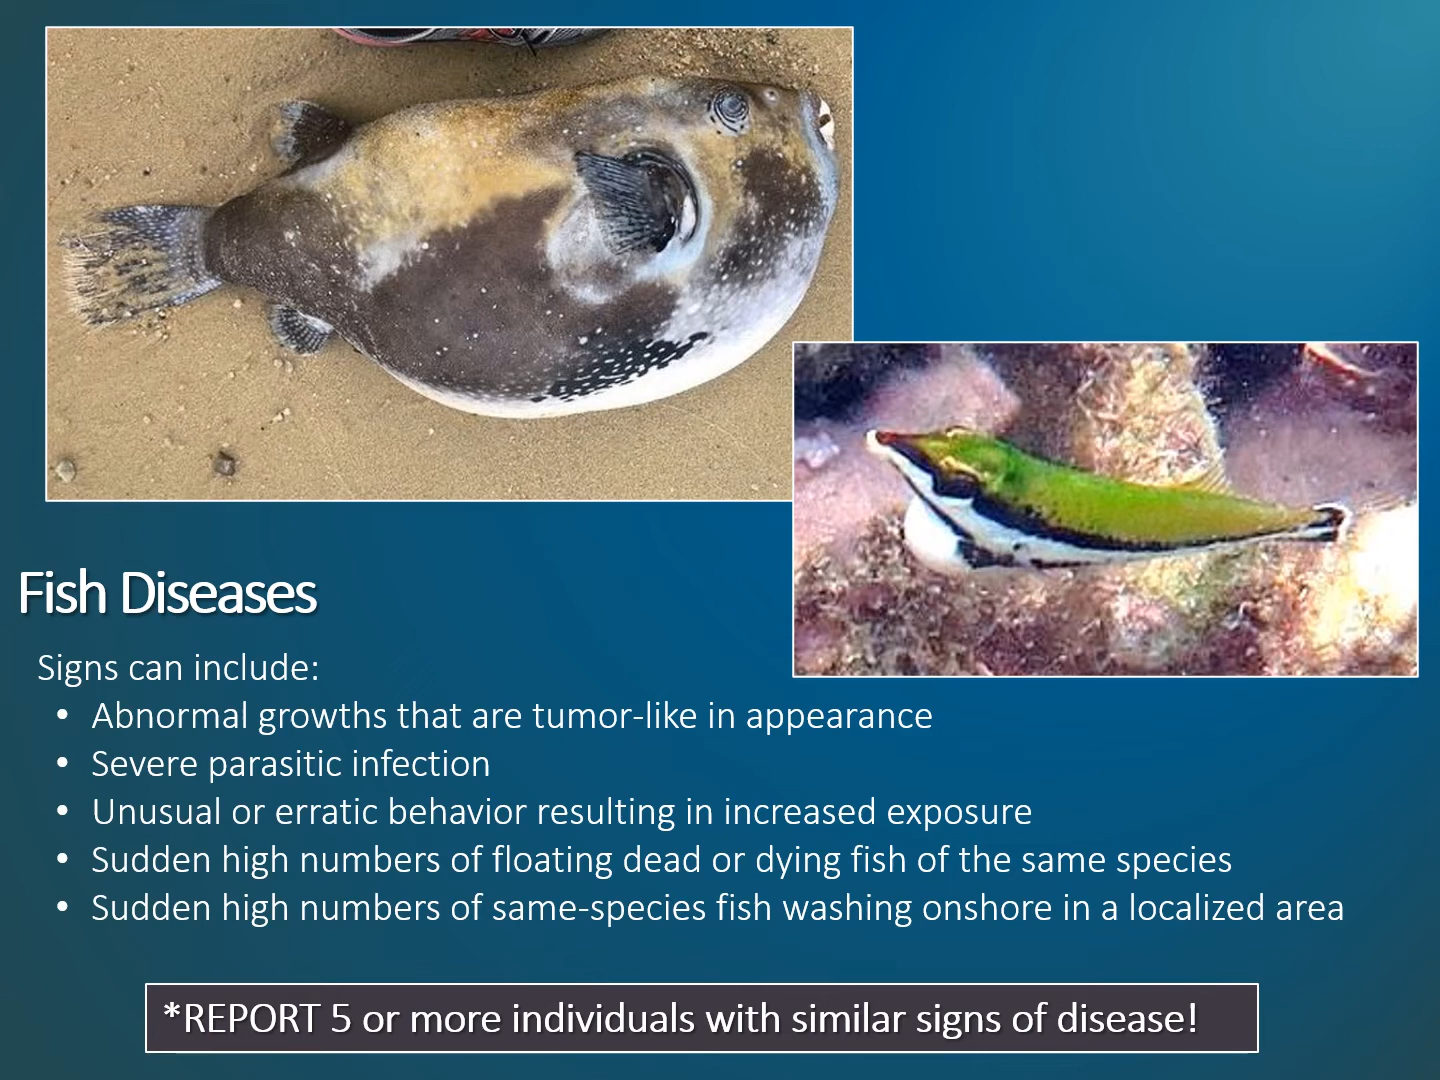 Fish Diseases
Signs can include:
• Abnormal growths that are tumor-like in appearance
• Severe parasitic infection
• Unusual or erratic behavior resulting in increased exposure
• Sudden high numbers of floating dead or dying fish of the same species
• Sudden high numbers of same-species fish washing onshore in a localized area
*REPORT 5 or more individuals with similar signs of disease!